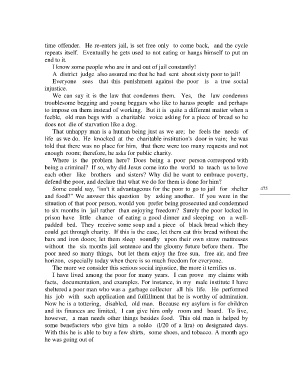 time offender. He re-enters jail, is set free only to come back, and the cycle
repeats itself. Eventually he gets used to not eating or hangs himself to put an
end to it.
I know some people who are in and out of jail constantly!
A district judge also assured me that he had sent about sixty poor to jail!
Everyone sees that this punishment against the poor is a true social
injustice.
We can say it is the law that condemns them. Yes, the law condemns
troublesome begging and young beggars who like to harass people and perhaps
to impose on them instead of working. But it is quite a different matter when a
feeble, old man begs with a charitable voice asking for a piece of bread so he
does not die of starvation like a dog.
That unhappy man is a human being just as we are; he feels the needs of
life as we do. He knocked at the charitable institution's door in vain; he was
told that there was no place for him, that there were too many requests and not
enough room; therefore, he asks for public charity.
Where is the problem here? Does being a poor person correspond with
being a criminal? If so, why did Jesus come into the world to teach us to love
each other like brothers and sisters? Why did he want to embrace poverty,
defend the poor, and declare that what we do for them is done for him?
Some could say, "isn't it advantageous for the poor to go to jail for shelter
and food?" We answer this question by asking another. If you were in the
situation of that poor person, would you prefer being prosecuted and condemned
to six months in jail rather than enjoying freedom? Surely the poor locked in
prison have little chance of eating a good dinner and sleeping on a well-
padded bed. They receive some soup and a piece of black bread which they
could get through charity. If this is the case, let them eat this bread without the
bars and iron doors; let them sleep soundly upon their own straw mattresses
without the six months jail sentence and the gloomy future before them. The
poor need so many things, but let them enjoy the free sun, free air, and free
horizon, especially today when there is so much freedom for everyone.
The more we consider this serious social injustice, the more it terrifies us.
I have lived among the poor for many years. I can prove my claims with
facts, documentation, and examples. For instance, in my male institute I have
sheltered a poor man who was a garbage collector all his life. He performed
his job with such application and fulfillment that he is worthy of admiration.
Now he is a tottering, disabled, old man. Because my asylum is for children
and its finances are limited, I can give him only room and board. To live,
however, a man needs other things besides food. This old man is helped by
some benefactors who give him a soldo (1/20 of a lira) on designated days.
With this he is able to buy a few shirts, some shoes, and tobacco. A month ago
he was going out of